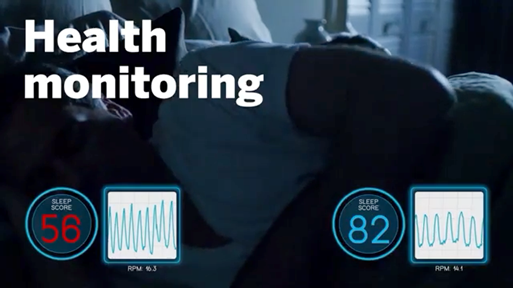 Health
monitoring
SLEEP
SCORE
56
RPM: 16.3
SLEEP
SCORE
82
RPM: 14.1